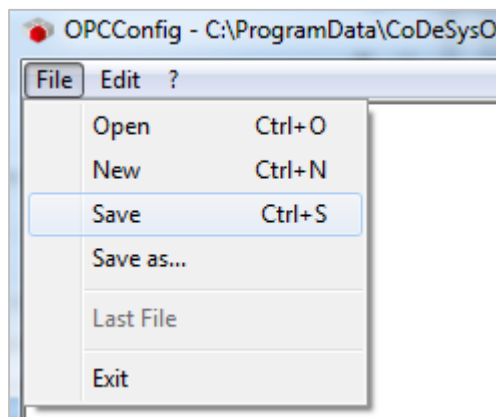 OPCConfig - C:\ProgramData\CoDeSysO
File Edit ?
Open Ctrl+O
New Ctrl+N
Save Ctrl+S
Save as...
Last File
Exit